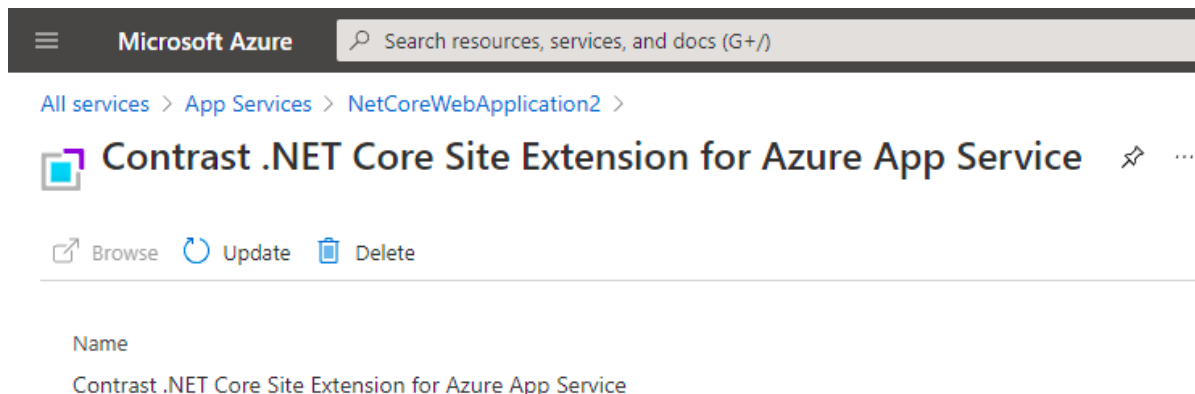 Microsoft Azure Search resources, services, and docs (G+/)
All services > App Services > NetCoreWebApplication2 >
Contrast .NET Core Site Extension for Azure App Service ...
Browse Update Delete
Name
Contrast .NET Core Site Extension for Azure App Service